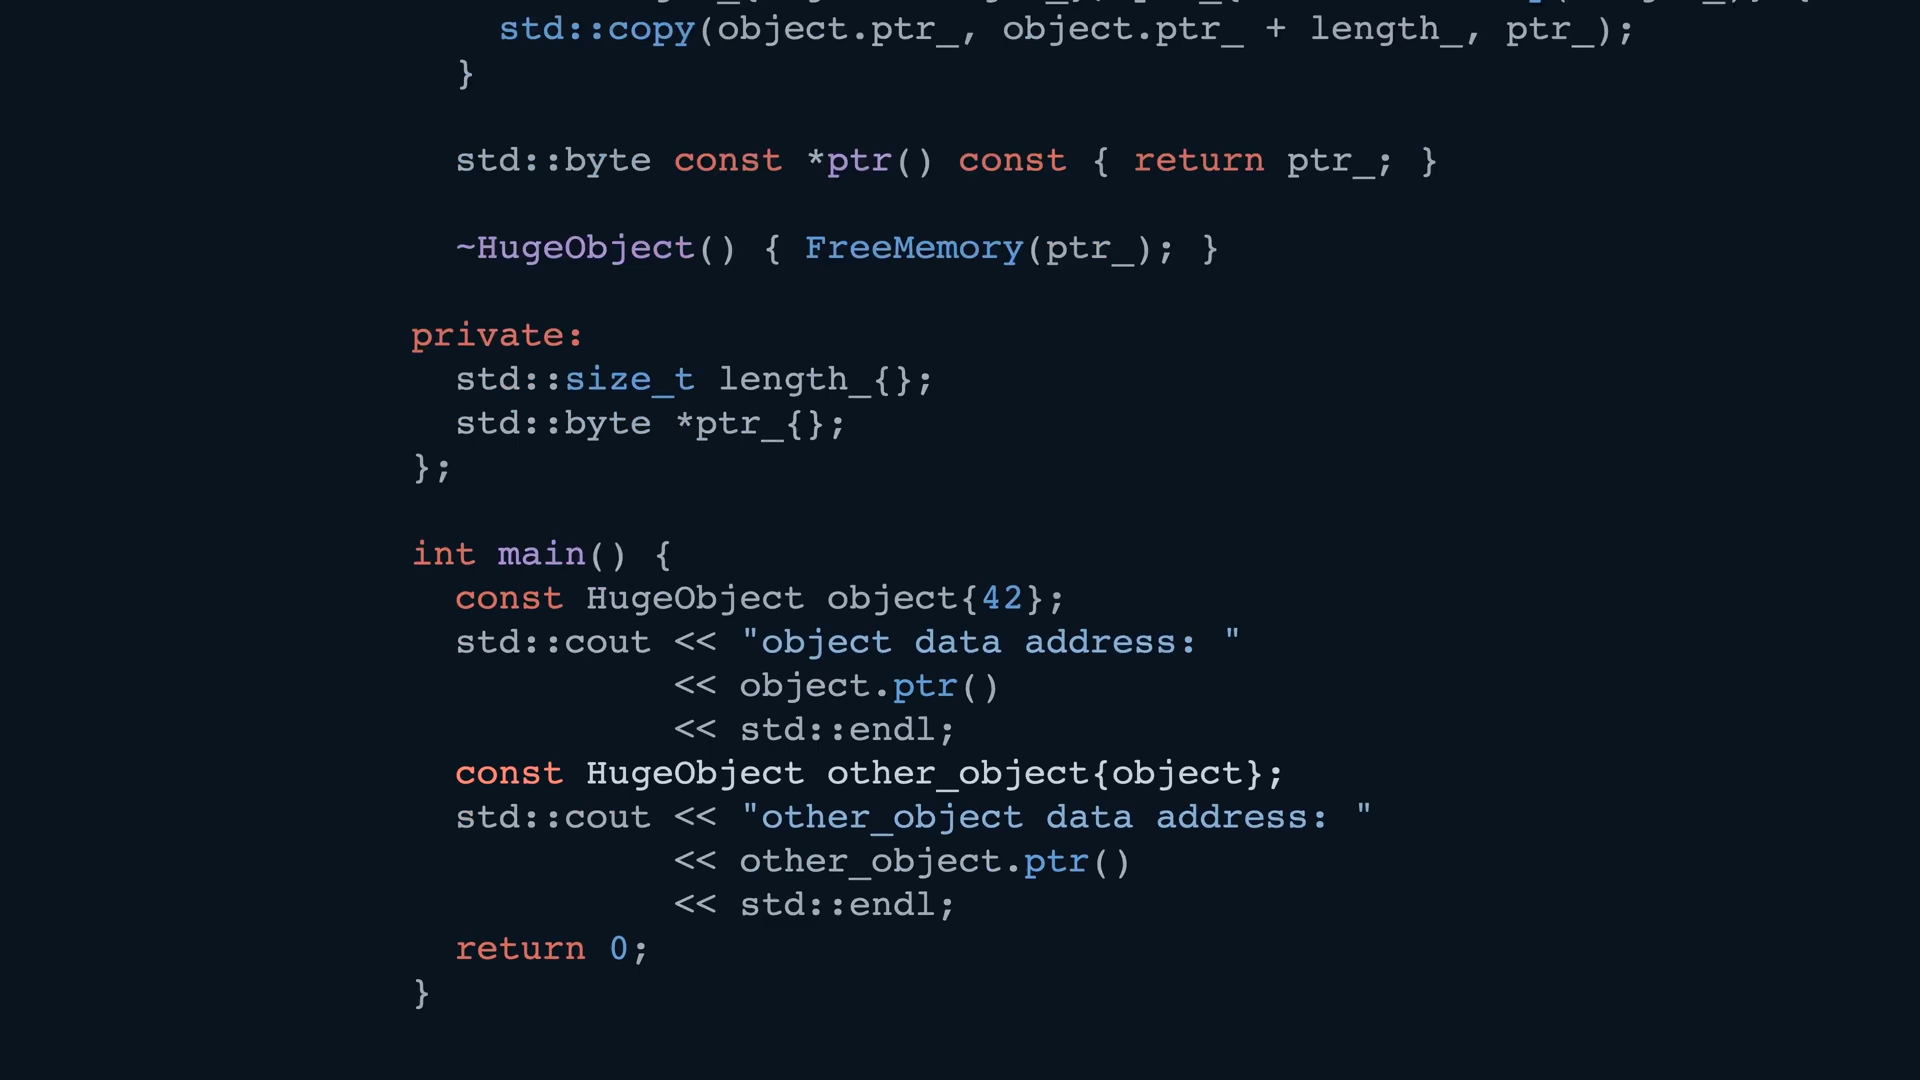 std::copy(object.ptr_, object.ptr_ + length_, ptr_);
}
std::byte const *ptr() const { return ptr_; }
~HugeObject() { FreeMemory(ptr_); }
private:
std::size_t length_{};
std::byte *ptr_{};
};
int main() {
const HugeObject object{42};
std::cout << "object data address: "
<< object.ptr()
<< std::endl;
const HugeObject other_object{object};
std::cout << "other_object data address: "
<< other_object.ptr()
<< std::endl;
return 0;
}